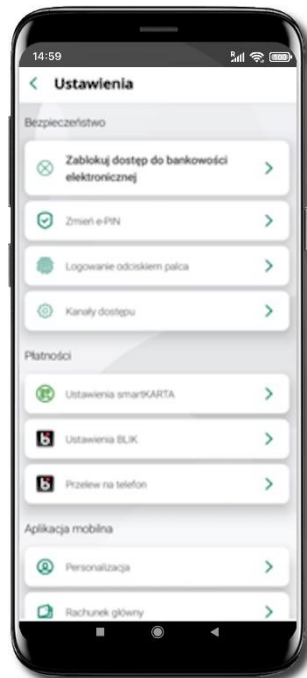 14:59
Ustawienia
Bezpieczeństwo
Zablokuj dostęp do bankowości
elektronicznej
Zmień e-PIN
Logowanie odciskiem palca
Kanały dostępu
Płatności
Ustawienia smartKARTA
Ustawienia BLIK
Przelew na telefon
Aplikacja mobilna
Personalizacja
Rachunek główny